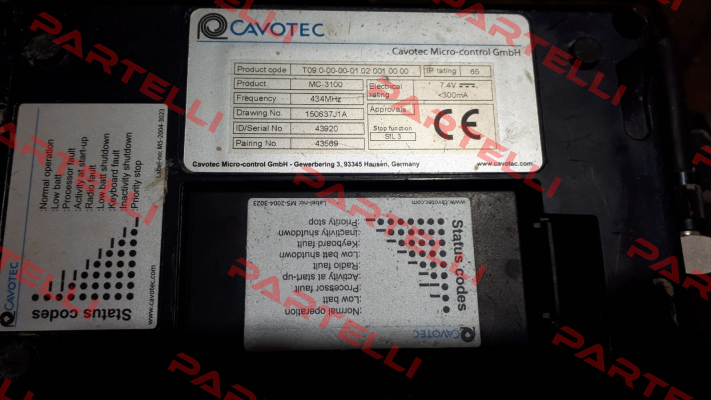 CAVOTEC
Cavotec Micro-control GmbH
Product code T09.0-00-00-01.02.001.00.00 IP rating 65
Product MC-3100 Electrical rating 7.4V <300mA
Frequency 434MHz
Drawing No. 150637J1A Approvals CE
ID/Serial No. 43920 Stop function SIL 3
Pairing No. 43569
Cavotec Micro-control GmbH - Gewerbering 3, 93345 Hausen, Germany www.cavotec.com
CAVOTEC
Status codes
www.cavotec.com
:Normal operation
:Low batt
:Processor fault
:Activity at start-up
:Radio fault
:Low batt shutdown
:Keyboard fault
:Inactivity shutdown
:Priority stop
Label-no: MS-2004-3023
CAVOTEC
Status codes
www.cavotec.com
:Normal operation
:Low batt
:Processor fault
:Activity at start-up
:Radio fault
:Low batt shutdown
:Keyboard fault
:Inactivity shutdown
:Priority stop
Label-no: MS-2004-3023
PARTELLI
PARTELLI
PARTELLI
PARTELLI
PARTELLI
PARTELLI